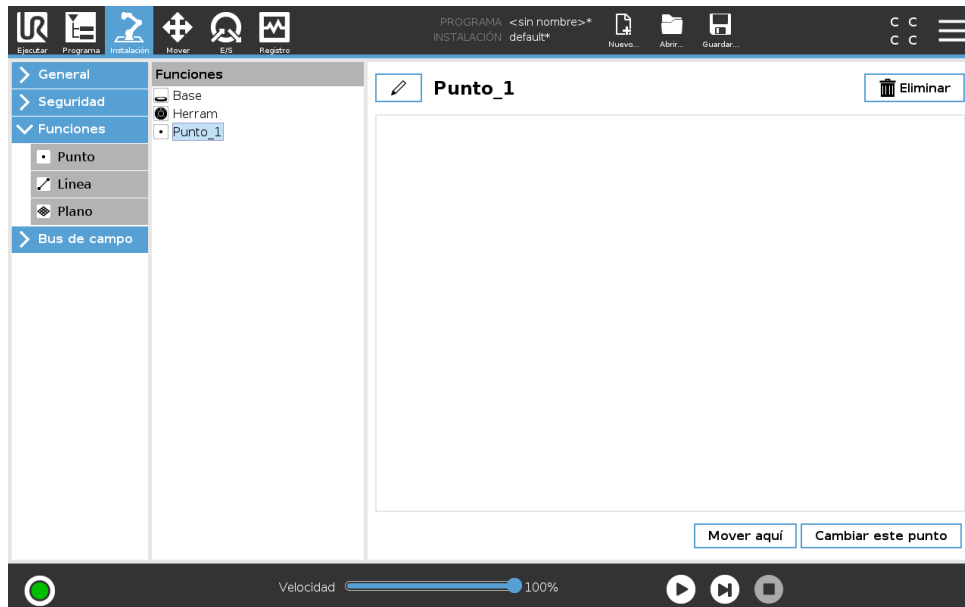 PROGRAMA <sin nombre>*
INSTALACIÓN default*
UR
Ejecutar Programa Instalación Mover E/S Registro Nuevo... Abrir... Guardar...
C C
C C
General
Seguridad
Funciones
Punto
Línea
Plano
Bus de campo
Funciones
Base
Herram
Punto_1
Punto_1
Eliminar
Mover aquí Cambiar este punto
Velocidad 100%